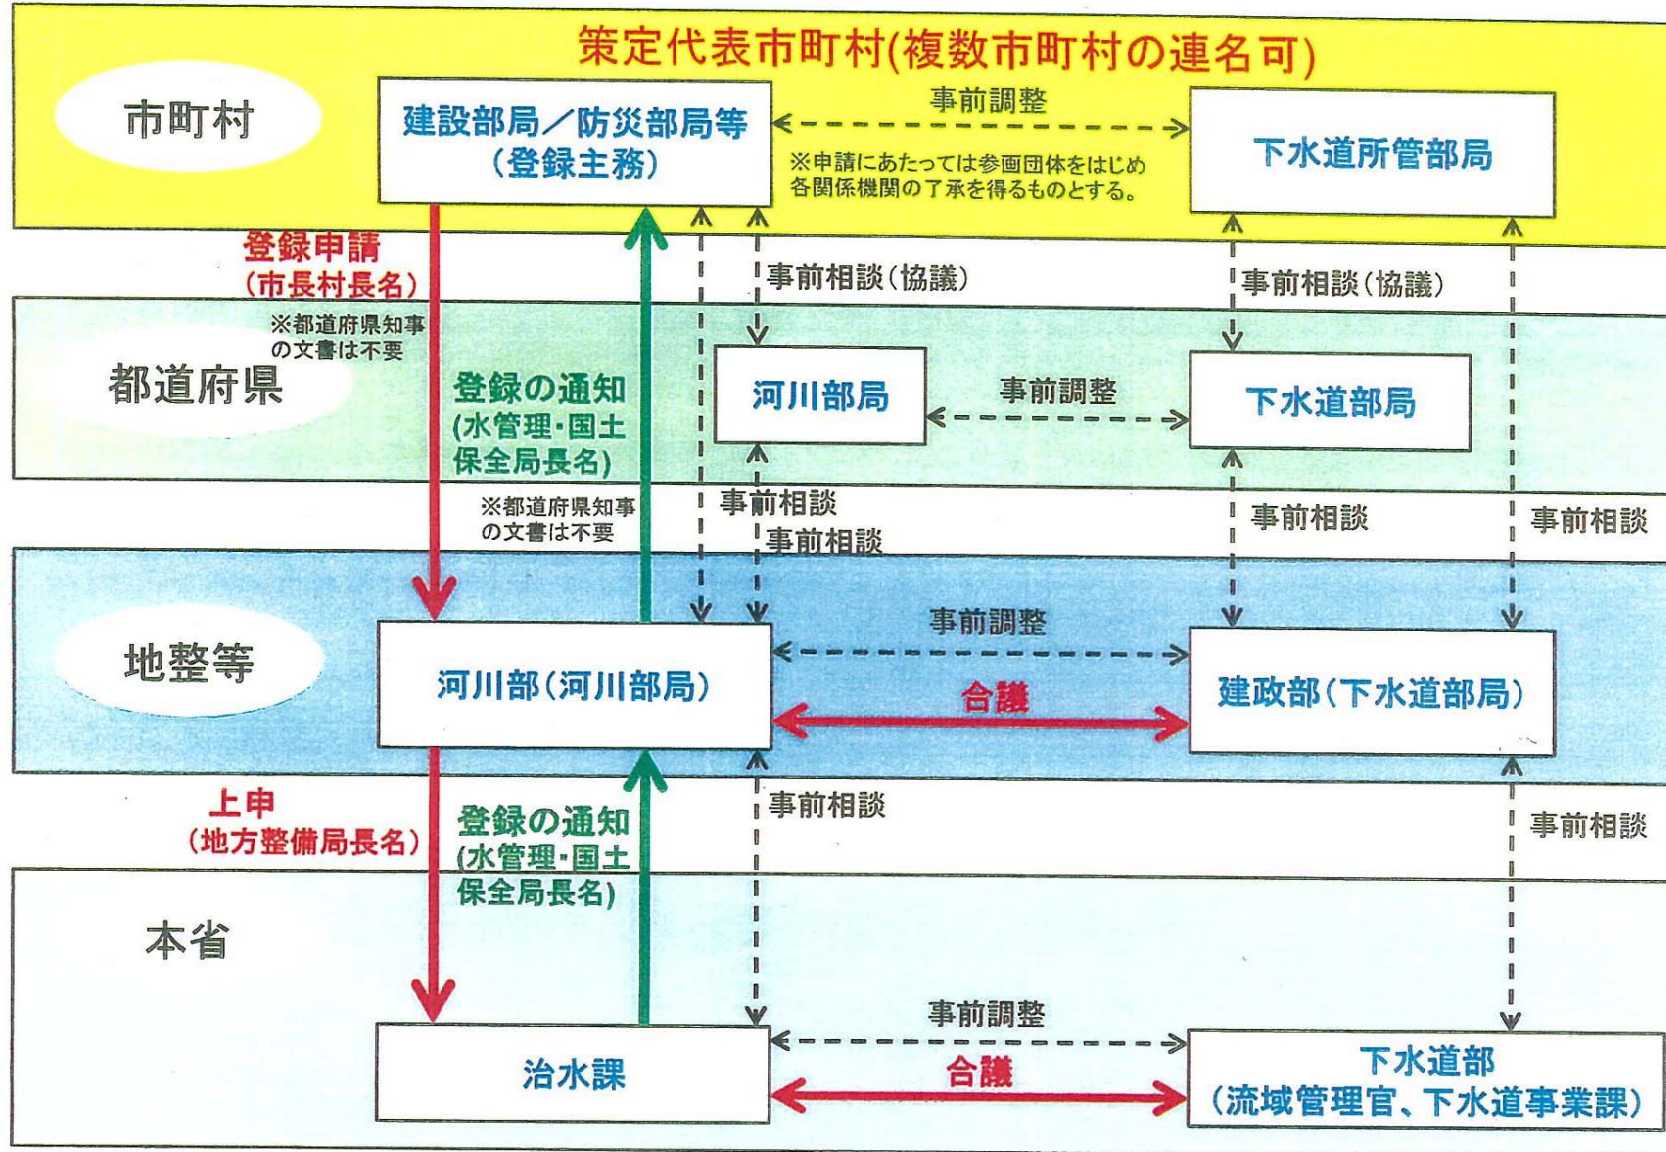 策定代表市町村(複数市町村の連名可)
市町村
建設部局／防災部局等
(登録主務)
事前調整
※申請にあたっては参画団体をはじめ
各関係機関の了承を得るものとする。
下水道所管部局
登録申請
(市長村長名)
※都道府県知事
の文書は不要
事前相談(協議)
事前相談(協議)
都道府県
登録の通知
(水管理・国土
保全局長名)
※都道府県知事
の文書は不要
河川部局
事前調整
下水道部局
事前相談
事前相談
事前相談
事前相談
地整等
河川部(河川部局)
事前調整
合議
建政部(下水道部局)
上申
(地方整備局長名)
登録の通知
(水管理・国土
保全局長名)
事前相談
事前相談
本省
治水課
事前調整
合議
下水道部
(流域管理官、下水道事業課)